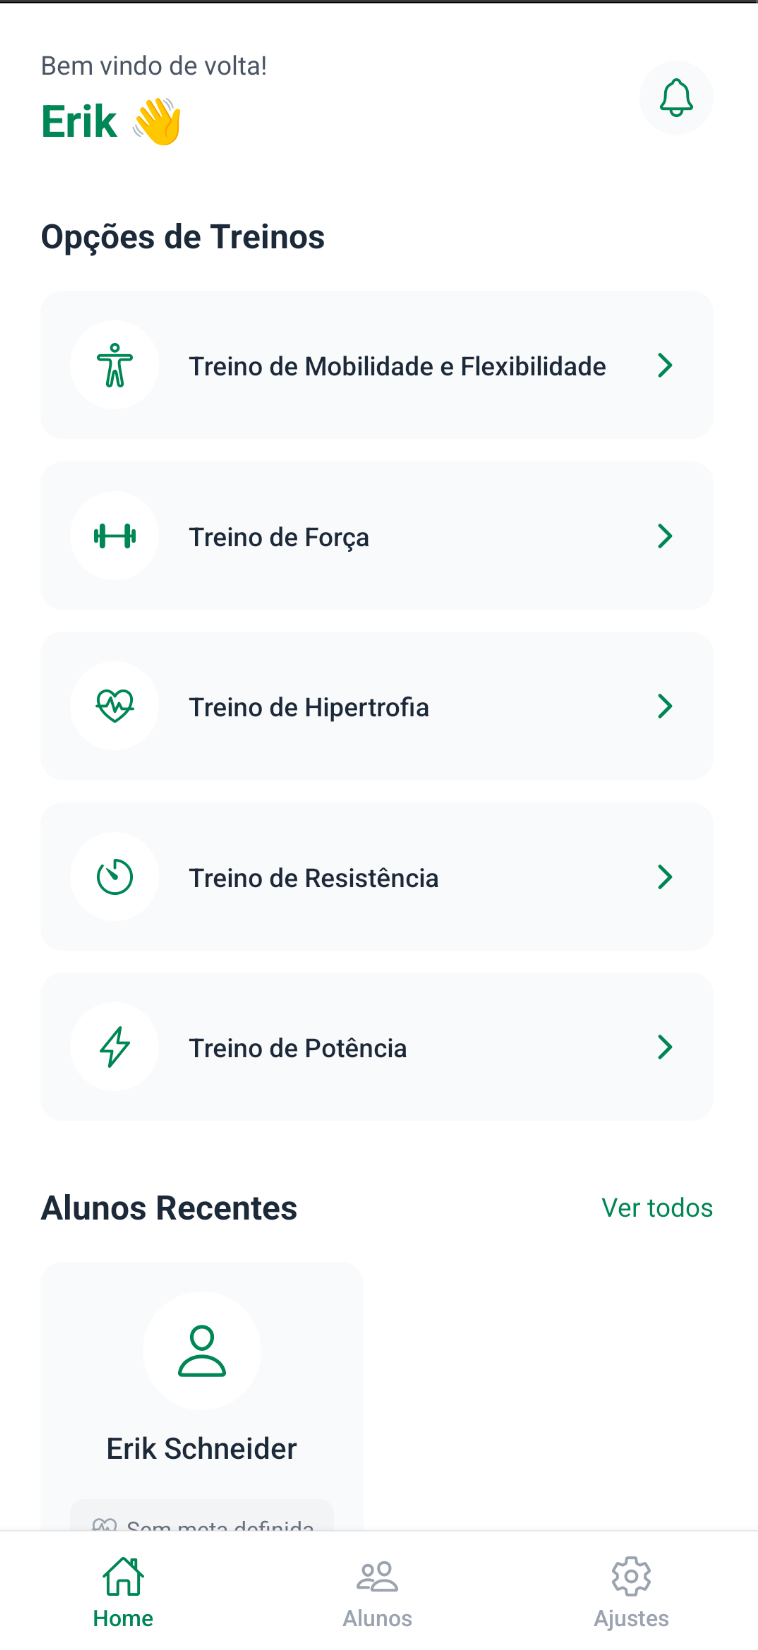 Bem vindo de volta!
Erik 👋
Opções de Treinos
Treino de Mobilidade e Flexibilidade
Treino de Força
Treino de Hipertrofia
Treino de Resistência
Treino de Potência
Alunos Recentes
Ver todos
Erik Schneider
Sem meta definida
Home
Alunos
Ajustes